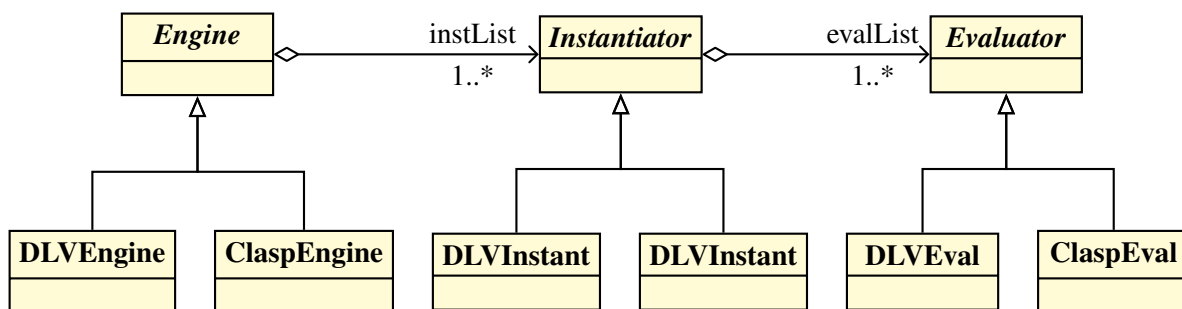 Engine instList Instantiator evalList Evaluator
1..* 1..*
DLVEngine ClaspEngine DLVInstant DLVInstant DLVEval ClaspEval